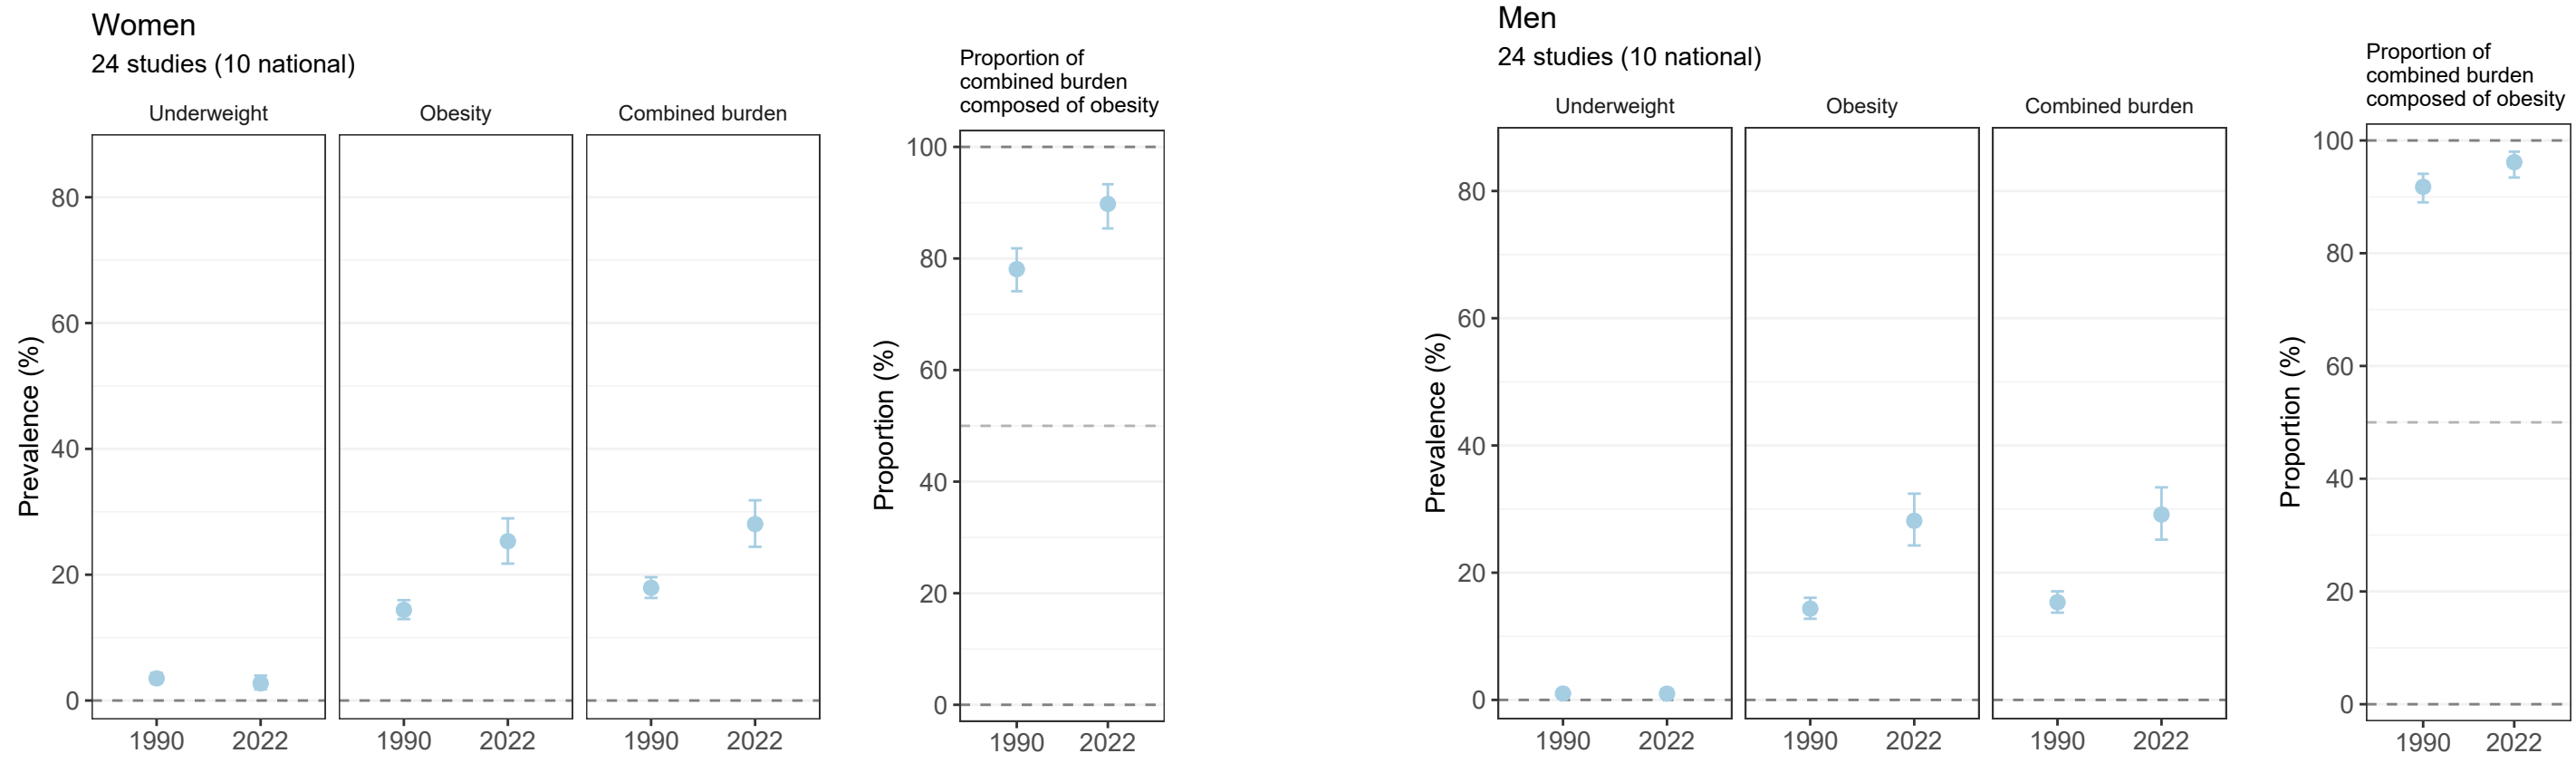 Women
24 studies (10 national)
Underweight
Obesity
Combined burden
Prevalence (%)
80
60
40
20
0
1990 2022
1990 2022
1990 2022
Proportion of
combined burden
composed of obesity
Proportion (%)
100
80
60
40
20
0
1990 2022
Men
24 studies (10 national)
Underweight
Obesity
Combined burden
Prevalence (%)
80
60
40
20
0
1990 2022
1990 2022
1990 2022
Proportion of
combined burden
composed of obesity
Proportion (%)
100
80
60
40
20
0
1990 2022